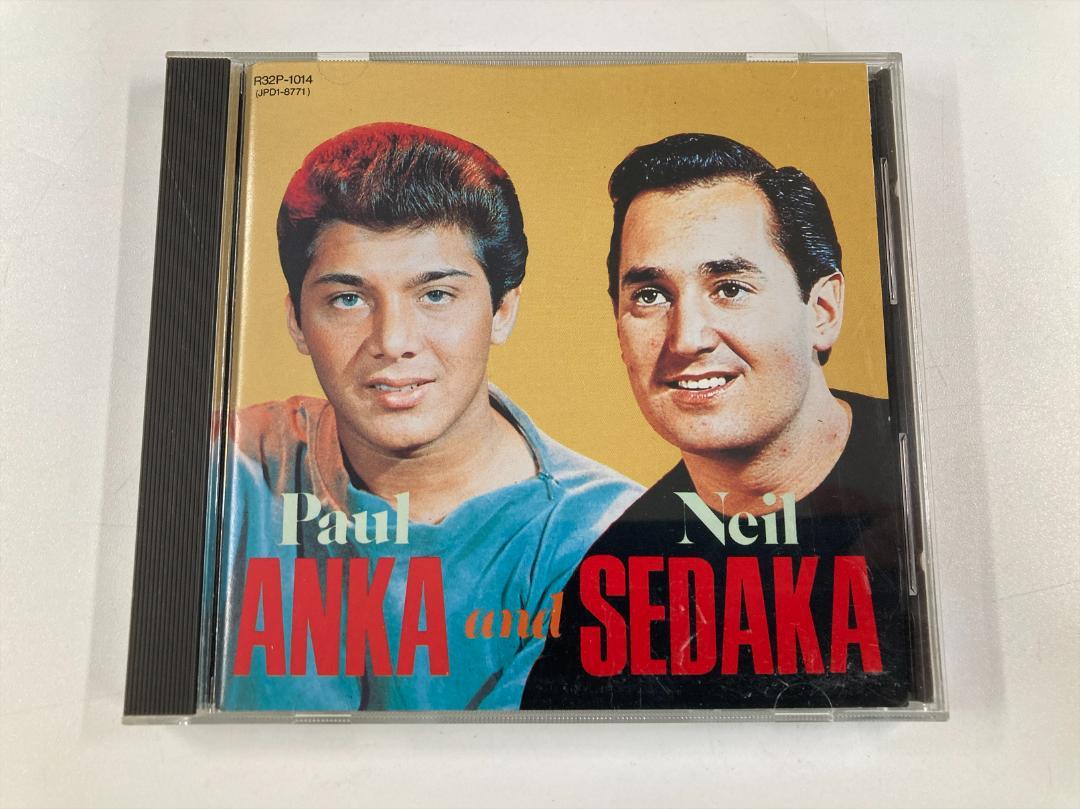 R32P-1014
(JPD1-8771)
Paul Neil
ANKA and SEDAKA